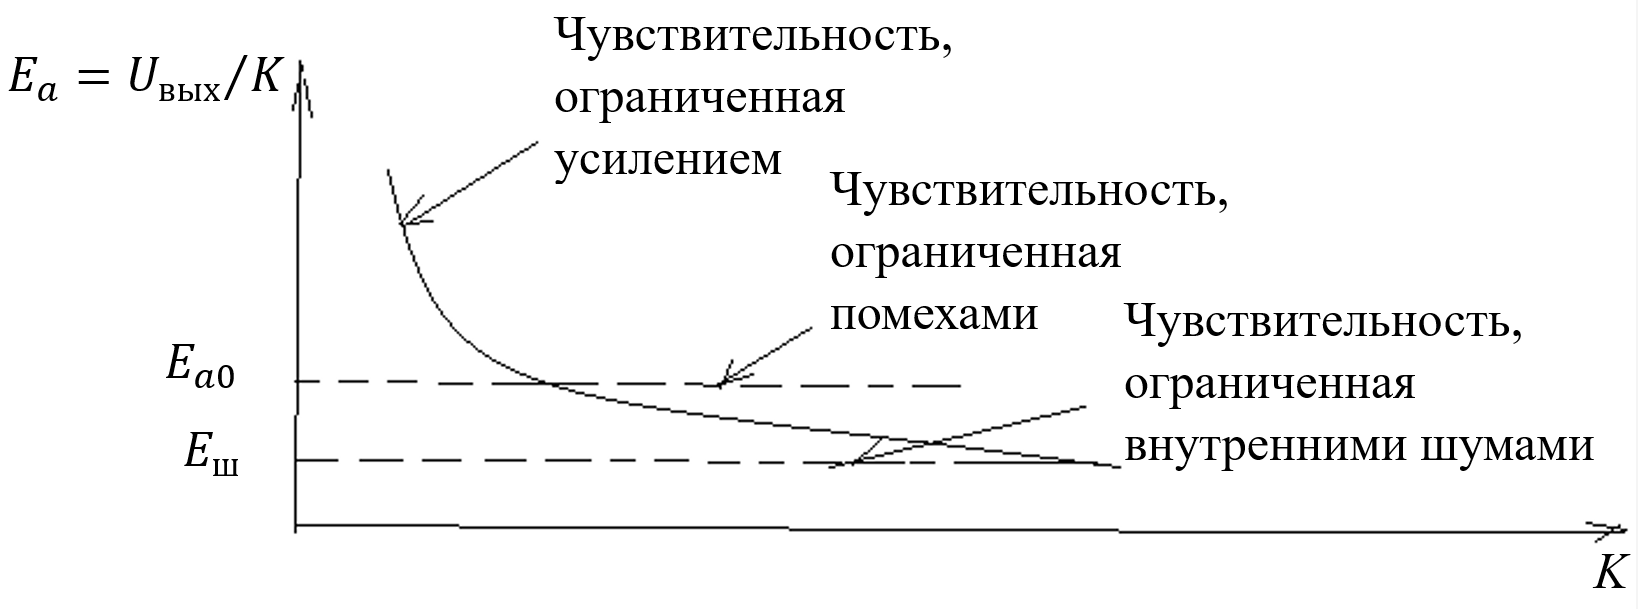 Чувствительность,
ограниченная
усилением
E_a = U_вых/K
Чувствительность,
ограниченная
помехами
Чувствительность,
ограниченная
внутренними шумами
E_a0
E_ш
K